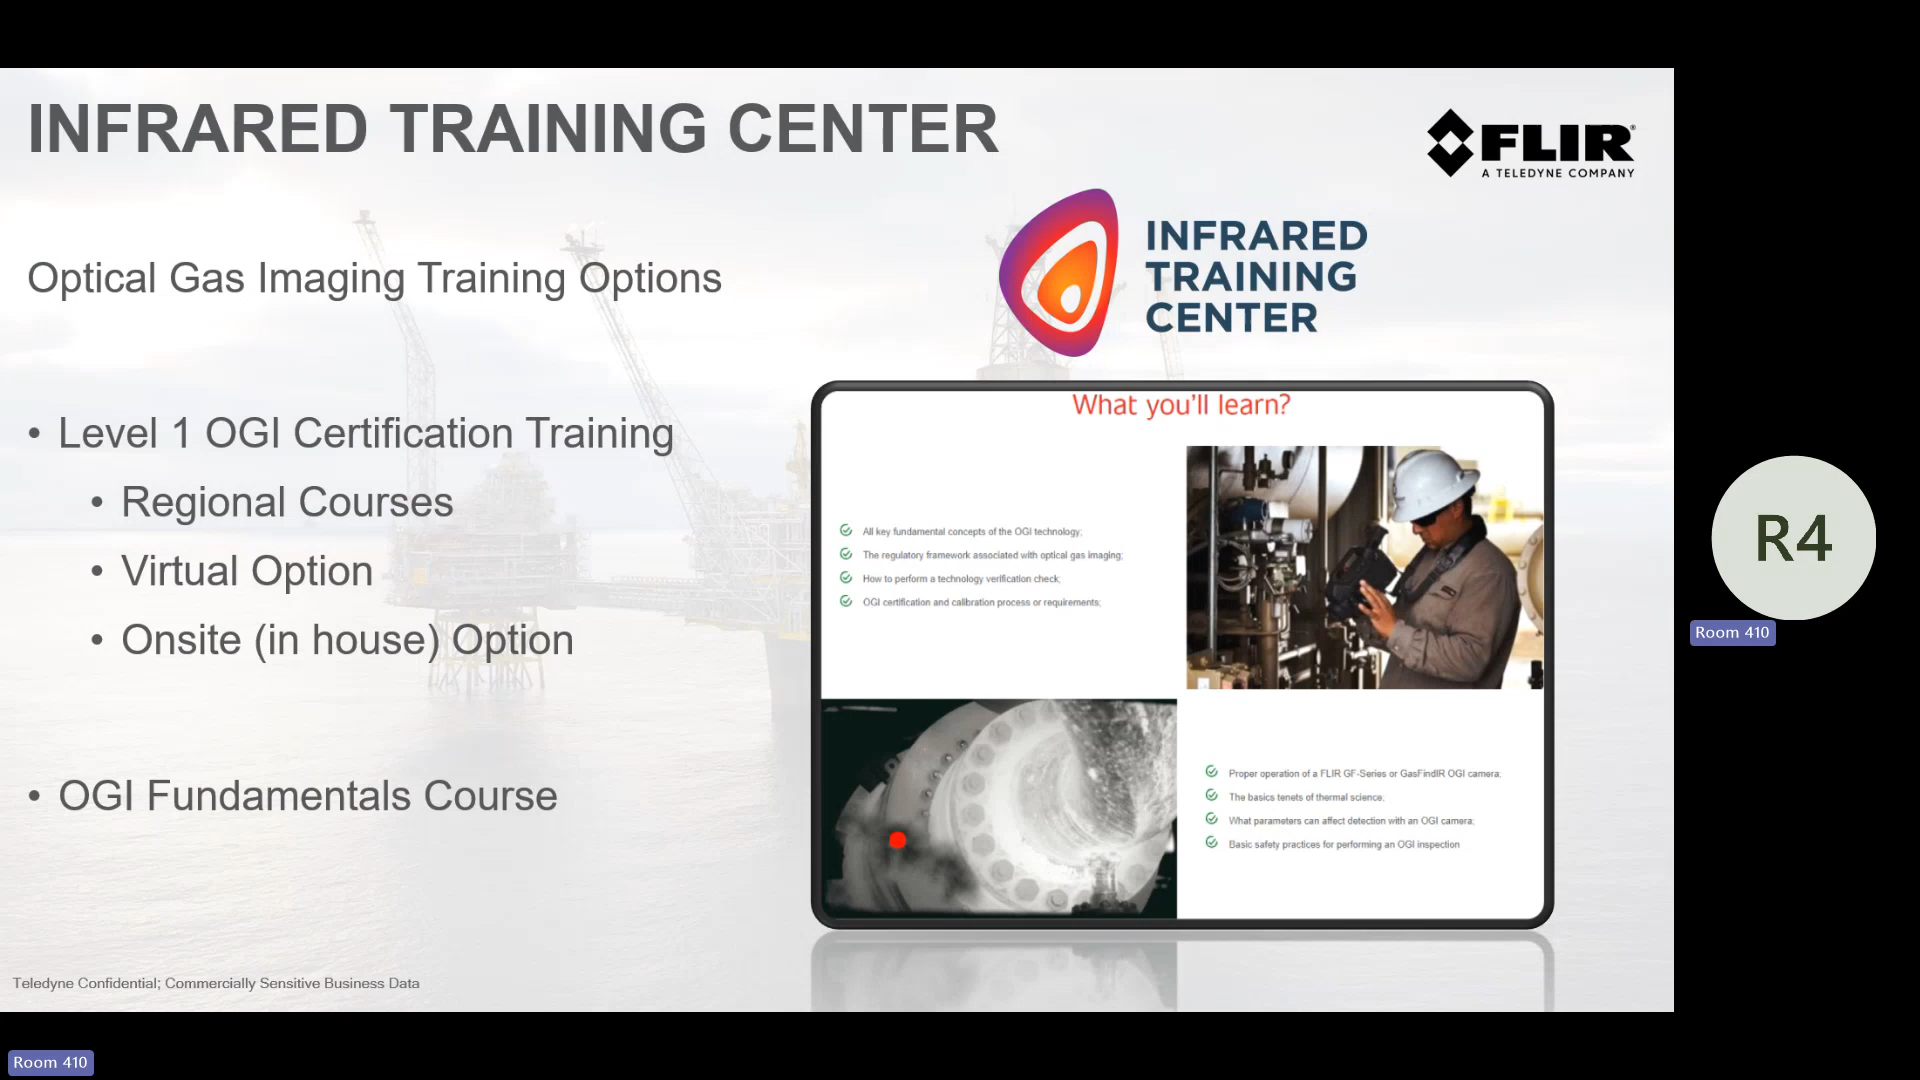 INFRARED TRAINING CENTER
FLIR
A TELEDYNE COMPANY
INFRARED
TRAINING
CENTER
Optical Gas Imaging Training Options
• Level 1 OGI Certification Training
• Regional Courses
• Virtual Option
• Onsite (in house) Option
• OGI Fundamentals Course
What you'll learn?
All key fundamental concepts of the OGI technology;
The regulatory framework associated with optical gas imaging;
How to perform a technology verification check;
OGI certification and calibration process or requirements;
Proper operation of a FLIR GF-Series or GasFindIR OGI camera;
The basics tenets of thermal science;
What parameters can affect detection with an OGI camera;
Basic safety practices for performing an OGI inspection
Teledyne Confidential; Commercially Sensitive Business Data
R4
Room 410
Room 410